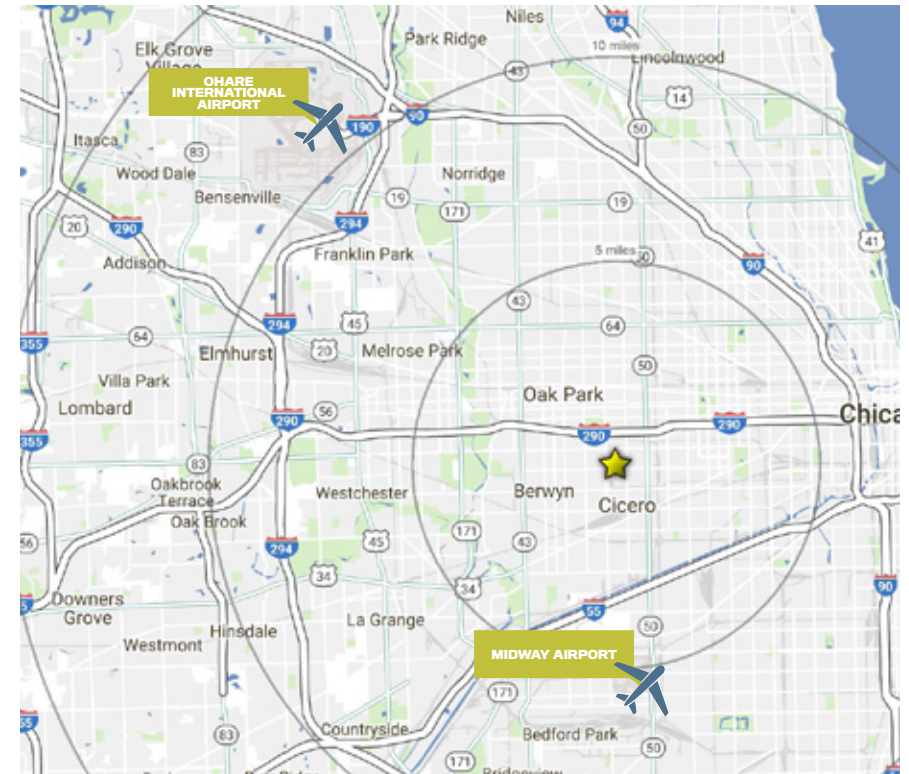 Niles
94
Park Ridge
10 miles
Elk Grove
Village
Lincolnwood
43
OHARE
INTERNATIONAL
AIRPORT
14
90
190
50
Itasca
83
Wood Dale
Norridge
Bensenville
19
171
19
20
290
294
41
Franklin Park
5 miles
Addison
90
43
294
45
64
64
355
20
Elmhurst
Melrose Park
50
Villa Park
Oak Park
Lombard
56
290
Chica
290
290
355
83
Oakbrook
Terrace
Westchester
Berwyn
Cicero
Oak Brook
171
56
45
43
294
34
34
90
Downers
Grove
55
La Grange
Hinsdale
50
Westmont
MIDWAY AIRPORT
171
55
Countryside
83
Bedford Park
50
171
Bridgeview